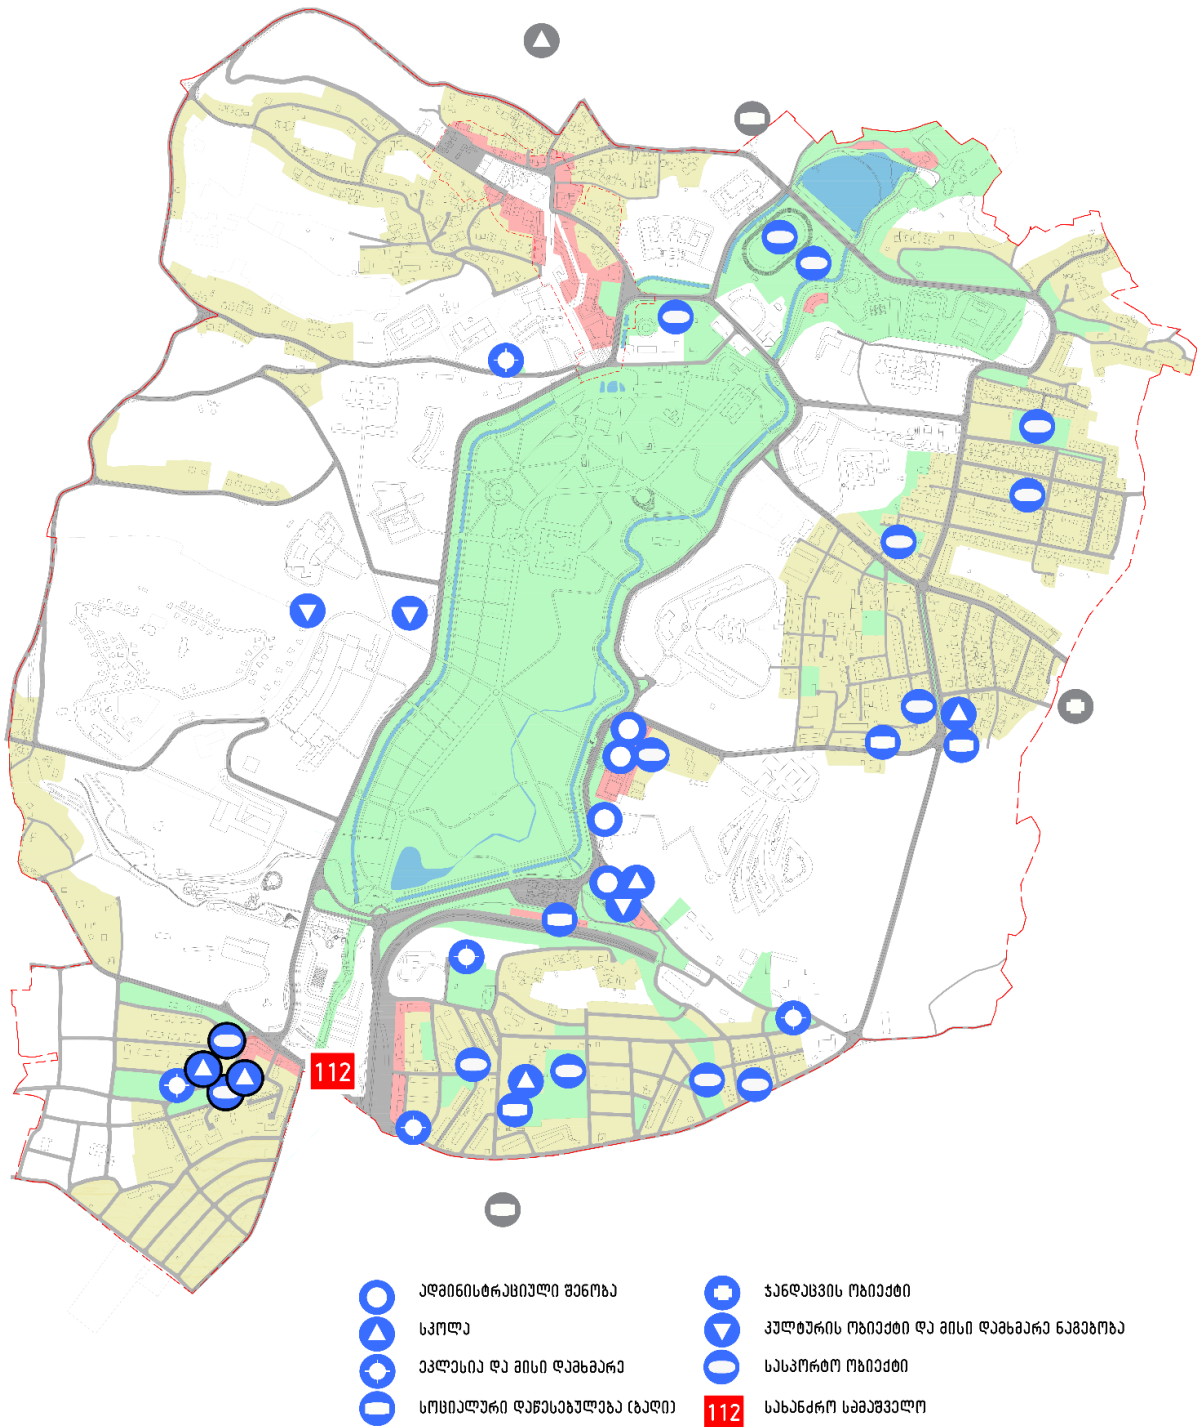 112
ადმინისტრაციული შენობა
სკოლა
ეკლესია და მისი დამხმარე
სოციალური დაწესებულება (ბაღი)
ჯანდაცვის ობიექტი
კულტურის ობიექტი და მისი დამხმარე ნაგებობა
სასპორტო ობიექტი
112 სახანძრო სამაშველო